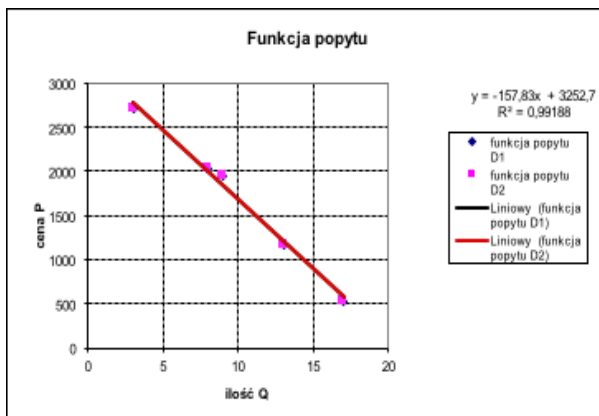 Funkcja popytu
3000
2500
2000
1500
1000
500
0
cena P
0 5 10 15 20
ilość Q
y = -157,83x + 3252,7
R² = 0,99188
funkcja popytu
D1
funkcja popytu
D2
Liniowy (funkcja
popytu D1)
Liniowy (funkcja
popytu D2)